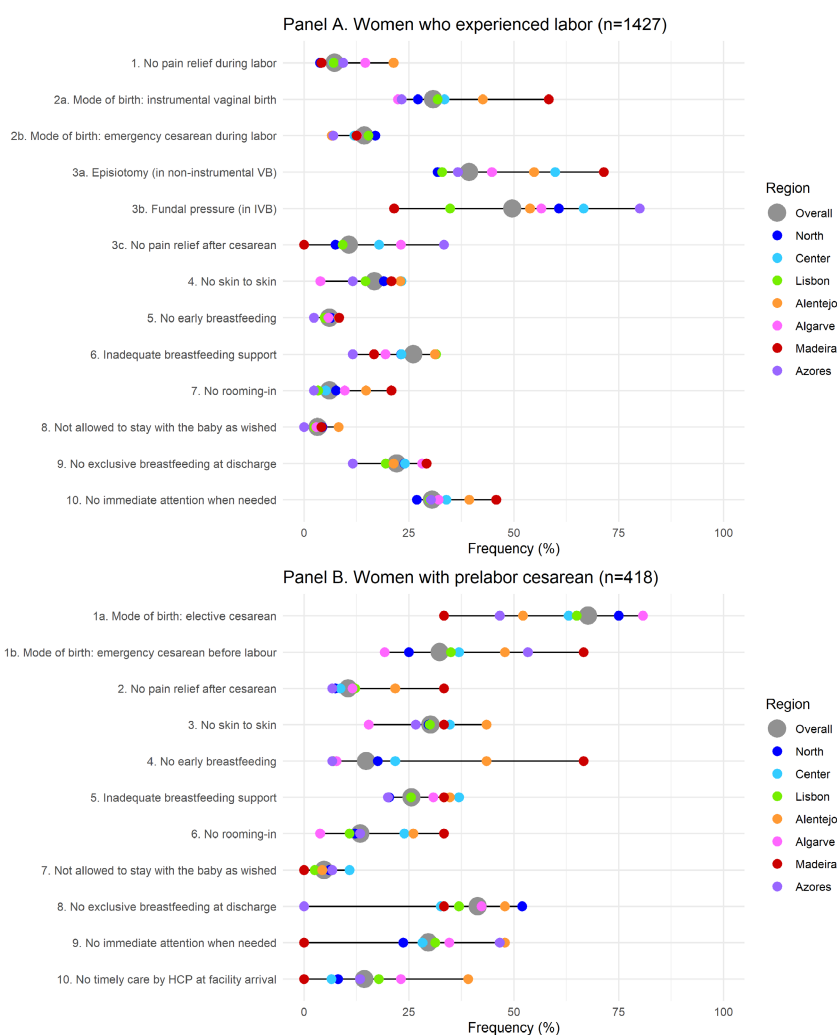 Panel A. Women who experienced labor (n=1427)
1. No pain relief during labor
2a. Mode of birth: instrumental vaginal birth
2b. Mode of birth: emergency cesarean during labor
3a. Episiotomy (in non-instrumental VB)
3b. Fundal pressure (in IVB)
3c. No pain relief after cesarean
4. No skin to skin
5. No early breastfeeding
6. Inadequate breastfeeding support
7. No rooming-in
8. Not allowed to stay with the baby as wished
9. No exclusive breastfeeding at discharge
10. No immediate attention when needed
0 25 50 75 100
Frequency (%)
Region
Overall
North
Center
Lisbon
Alentejo
Algarve
Madeira
Azores
Panel B. Women with prelabor cesarean (n=418)
1a. Mode of birth: elective cesarean
1b. Mode of birth: emergency cesarean before labour
2. No pain relief after cesarean
3. No skin to skin
4. No early breastfeeding
5. Inadequate breastfeeding support
6. No rooming-in
7. Not allowed to stay with the baby as wished
8. No exclusive breastfeeding at discharge
9. No immediate attention when needed
10. No timely care by HCP at facility arrival
0 25 50 75 100
Frequency (%)
Region
Overall
North
Center
Lisbon
Alentejo
Algarve
Madeira
Azores